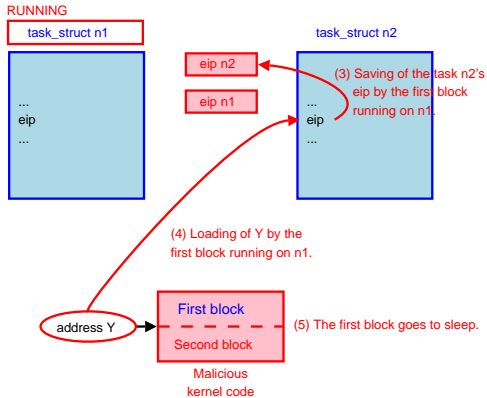 RUNNING
task_struct n1
task_struct n2
eip n2
eip n1
(3) Saving of the task n2's
eip by the first block
running on n1.
...
eip
...
...
eip
...
(4) Loading of Y by the
first block running on n1.
address Y
First block
Second block
(5) The first block goes to sleep.
Malicious
kernel code